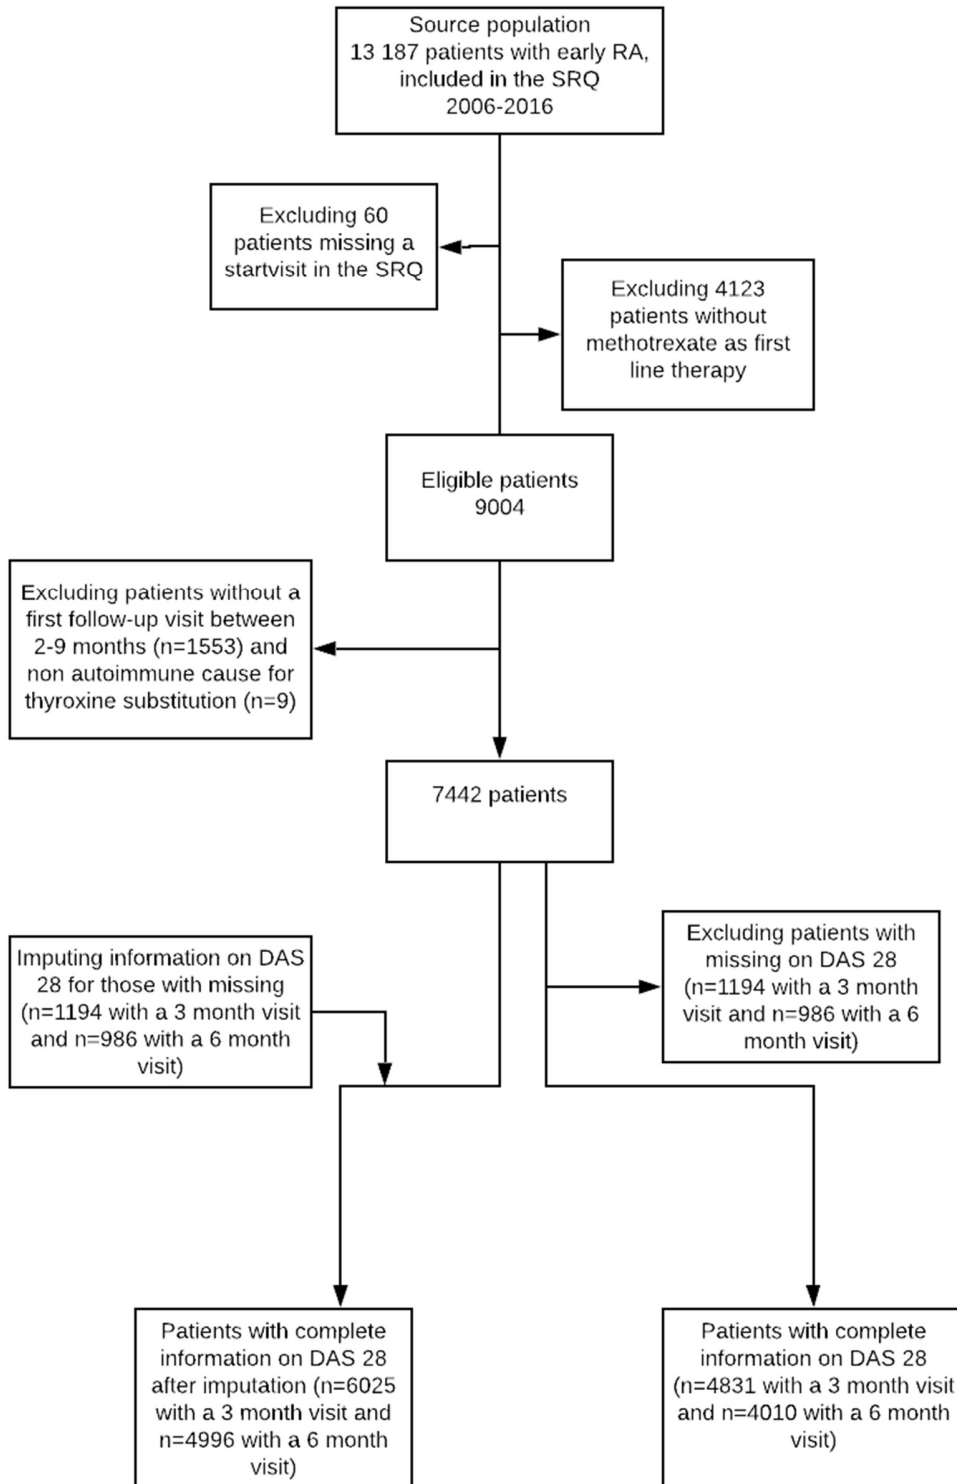 Source population
13 187 patients with early RA,
included in the SRQ
2006-2016
Excluding 60
patients missing a
startvisit in the SRQ
Excluding 4123
patients without
methotrexate as first
line therapy
Eligible patients
9004
Excluding patients without a
first follow-up visit between
2-9 months (n=1553) and
non autoimmune cause for
thyroxine substitution (n=9)
7442 patients
Imputing information on DAS
28 for those with missing
(n=1194 with a 3 month visit
and n=986 with a 6 month
visit)
Excluding patients with
missing on DAS 28
(n=1194 with a 3 month
visit and n=986 with a 6
month visit)
Patients with complete
information on DAS 28
after imputation (n=6025
with a 3 month visit and
n=4996 with a 6 month
visit)
Patients with complete
information on DAS 28
(n=4831 with a 3 month visit
and n=4010 with a 6 month
visit)